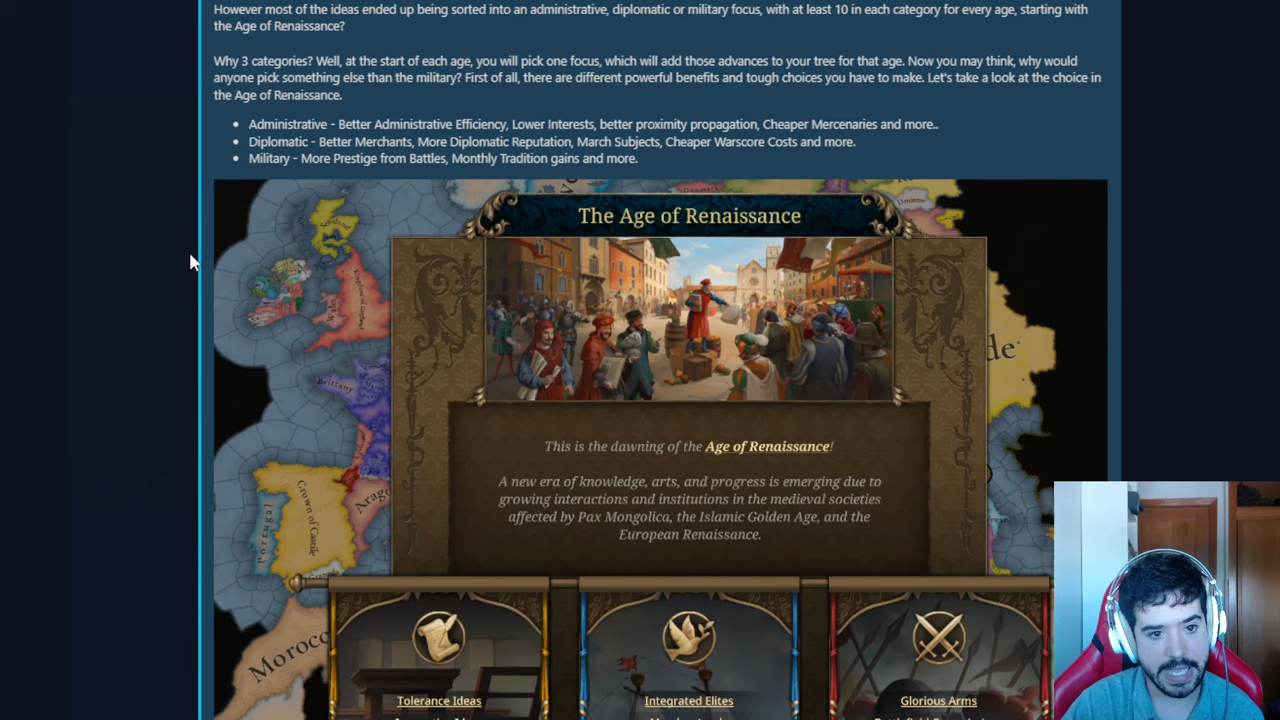 However most of the ideas ended up being sorted into an administrative, diplomatic or military focus, with at least 10 in each category for every age, starting with
the Age of Renaissance?
Why 3 categories? Well, at the start of each age, you will pick one focus, which will add those advances to your tree for that age. Now you may think, why would
anyone pick something else than the military? First of all, there are different powerful benefits and tough choices you have to make. Let's take a look at the choice in
the Age of Renaissance.
• Administrative - Better Administrative Efficiency, Lower Interests, better proximity propagation, Cheaper Mercenaries and more..
• Diplomatic - Better Merchants, More Diplomatic Reputation, March Subjects, Cheaper Warscore Costs and more.
• Military - More Prestige from Battles, Monthly Tradition gains and more.
The Age of Renaissance
Brittany
This is the dawning of the Age of Renaissance!
A new era of knowledge, arts, and progress is emerging due to
growing interactions and institutions in the medieval societies
affected by Pax Mongolica, the Islamic Golden Age, and the
European Renaissance.
Portugal
Crown of Castile
Arago
de
Morocc
Tolerance Ideas
Integrated Elites
Glorious Arms